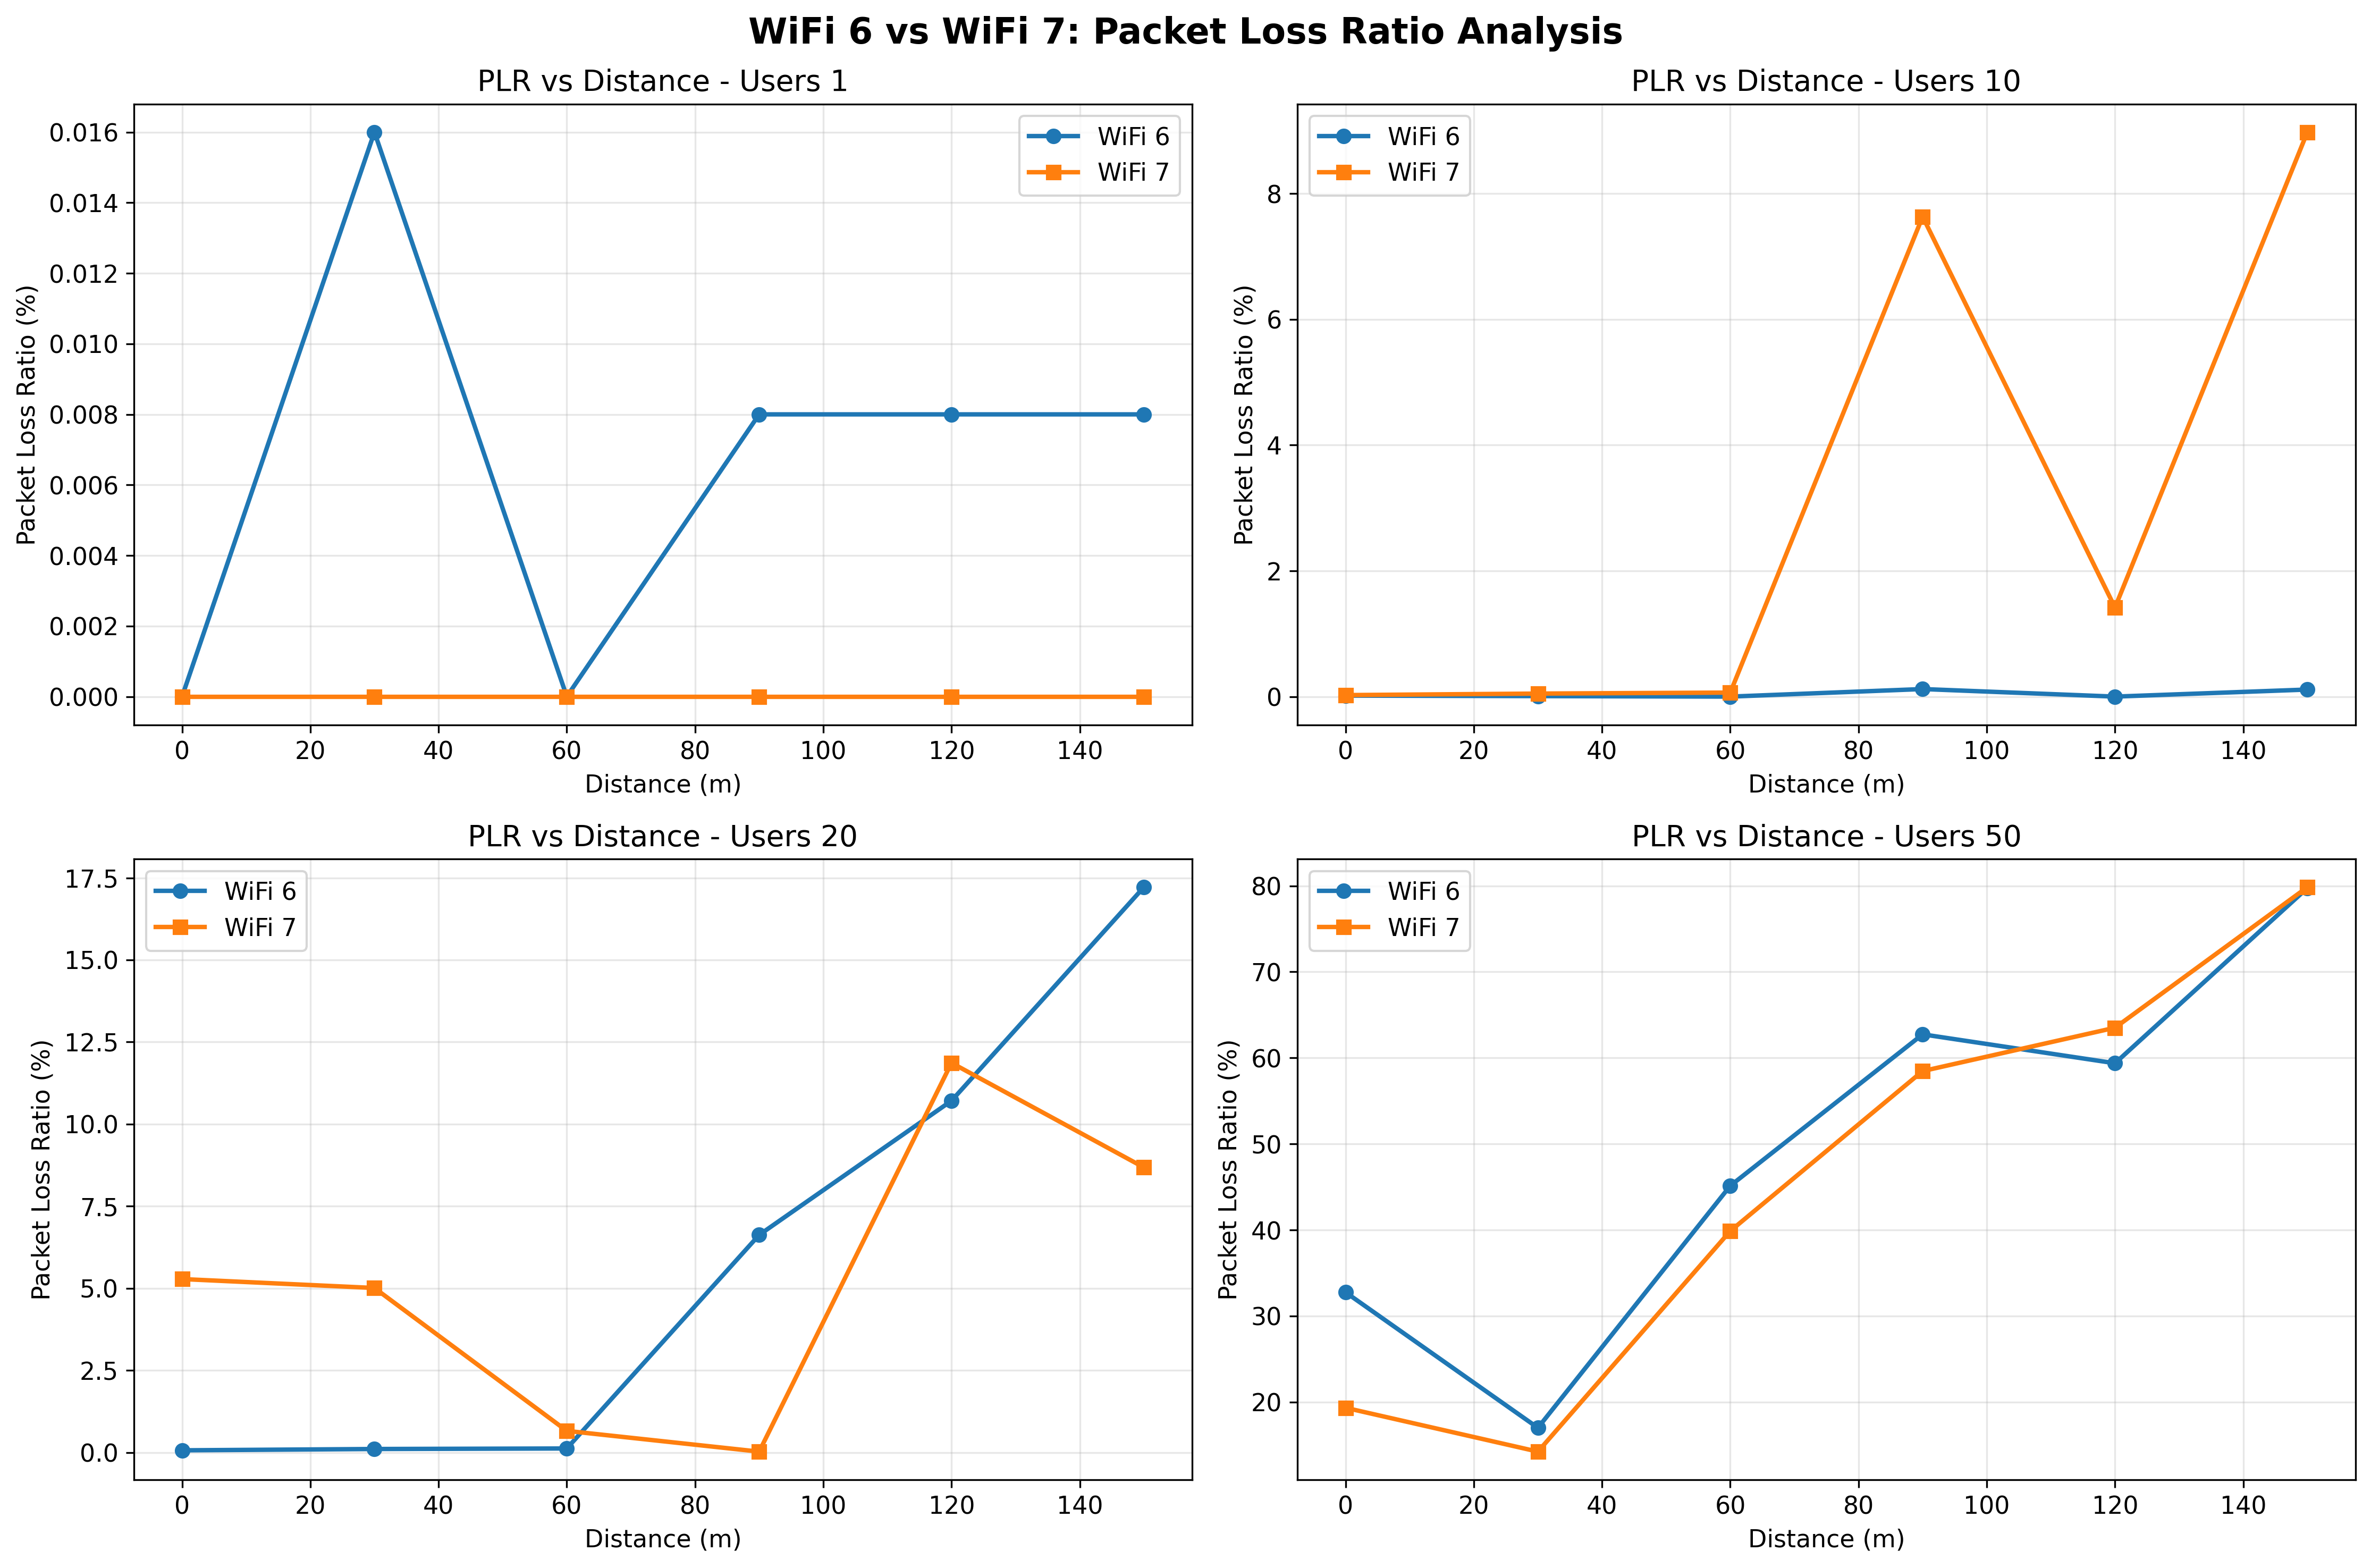 WiFi 6 vs WiFi 7: Packet Loss Ratio Analysis
PLR vs Distance - Users 1
Packet Loss Ratio (%)
0.016
0.014
0.012
0.010
0.008
0.006
0.004
0.002
0.000
WiFi 6
WiFi 7
0 20 40 60 80 100 120 140
Distance (m)
PLR vs Distance - Users 10
Packet Loss Ratio (%)
8
6
4
2
0
WiFi 6
WiFi 7
0 20 40 60 80 100 120 140
Distance (m)
PLR vs Distance - Users 20
Packet Loss Ratio (%)
17.5
15.0
12.5
10.0
7.5
5.0
2.5
0.0
WiFi 6
WiFi 7
0 20 40 60 80 100 120 140
Distance (m)
PLR vs Distance - Users 50
Packet Loss Ratio (%)
80
70
60
50
40
30
20
WiFi 6
WiFi 7
0 20 40 60 80 100 120 140
Distance (m)